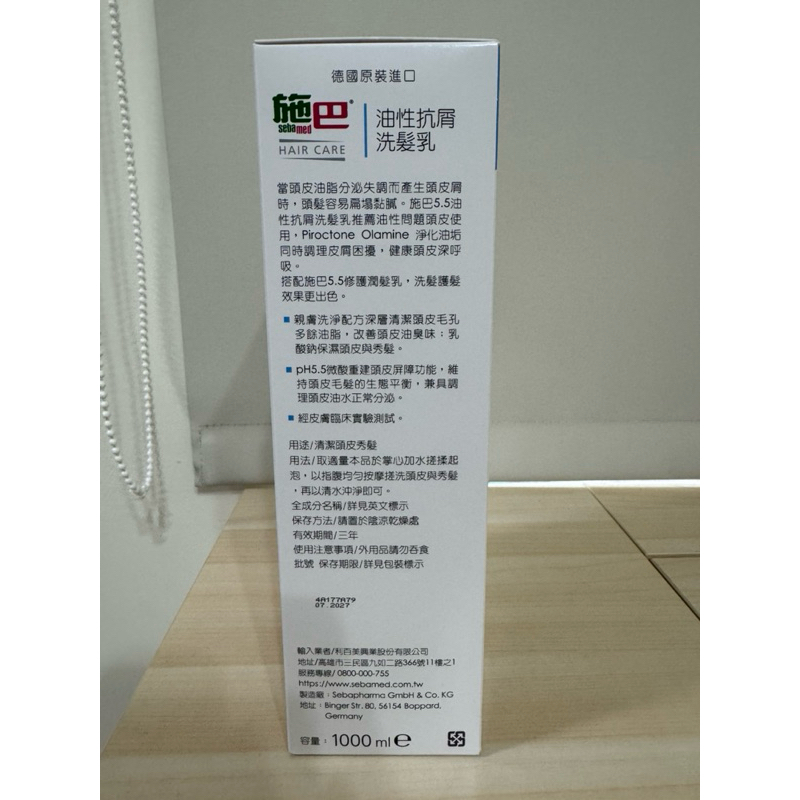 德國原裝進口
施巴®
sebamed
HAIR CARE
油性抗屑
洗髮乳
當頭皮油脂分泌失調而產生頭皮屑
時，頭髮容易扁塌黏膩。施巴5.5油
性抗屑洗髮乳推薦油性問題頭皮使
用，Piroctone Olamine 淨化油垢
同時調理皮屑困擾，健康頭皮深呼
吸。
搭配施巴5.5修護潤髮乳，洗髮護髮
效果更出色。
■ 親膚洗淨配方深層清潔頭皮毛孔
多餘油脂，改善頭皮油臭味：乳
酸鈉保濕頭皮與秀髮。
■ pH5.5微酸重建頭皮屏障功能，維
持頭皮毛髮的生態平衡，兼具調
理頭皮油水正常分泌。
■ 經皮膚臨床實驗測試。
用途/清潔頭皮秀髮
用法/取適量本品於掌心加水搓揉起
泡，以指腹均勻按摩搓洗頭皮與秀髮
，再以清水沖淨即可。
全成分名稱/詳見英文標示
保存方法/請置於陰涼乾燥處
有效期間/三年
使用注意事項/外用品請勿吞食
批號 保存期限/詳見包裝標示
4A177A79
07.2027
輸入業者/利百美興業股份有限公司
地址/高雄市三民區九如二路366號11樓之1
服務專線/ 0800-000-755
https://www.sebamed.com.tw
製造廠：Sebapharma GmbH & Co. KG
地址：Binger Str. 80, 56154 Boppard,
Germany
容量：1000 ml ℮